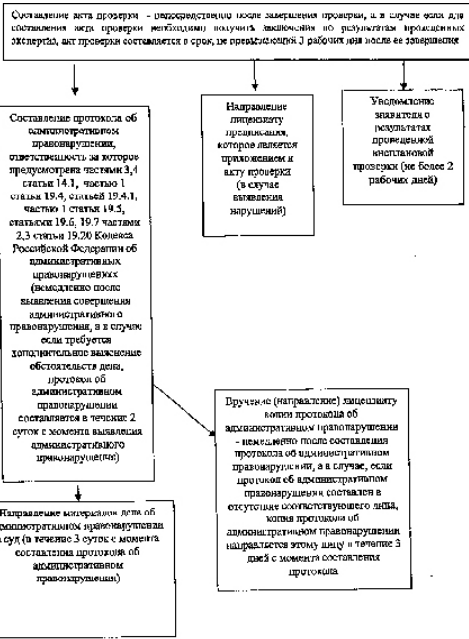 Составление акта проверки - непосредственно после завершения проверки, а в случае если для
составления акта проверки необходимо получить заключения по результатам проведенных
экспертиз, акт проверки составляется в срок, не превышающий 3 рабочих дня после ее завершения
Составление протокола об
административном
правонарушении,
ответственность за которое
предусмотрена частями 3,4
статьи 14.1, частью 1
статьи 19.4, статьей 19.4.1,
частью 1 статьи 19.5,
статьями 19.6, 19.7 частями
2,3 статьи 19.20 Кодекса
Российской Федерации об
административных
правонарушениях
(немедленно после
выявления совершения
административного
правонарушения, а в случае
если требуется
дополнительное выяснение
обстоятельств дела,
протокол об
административном
правонарушении
составляется в течение 2
суток с момента выявления
административного
правонарушения)
Направление
лицензиату
предписания,
которое является
приложением к
акту проверки
(в случае
выявления
нарушений)
Уведомление
заявителя о
результатах
проведенной
внеплановой
проверки (не более 2
рабочих дней)
Вручение (направление) лицензиату
копии протокола об
административном правонарушении
- немедленно после составления
протокола об административном
правонарушении, а в случае, если
протокол об административном
правонарушении составлен в
отсутствие соответствующего лица,
копия протокола об
административном правонарушении
направляется этому лицу в течение 3
дней с момента составления
протокола
Направление материалов дела об
административном правонарушении
суд (в течение 3 суток с момента
составления протокола об
административном
правонарушении)